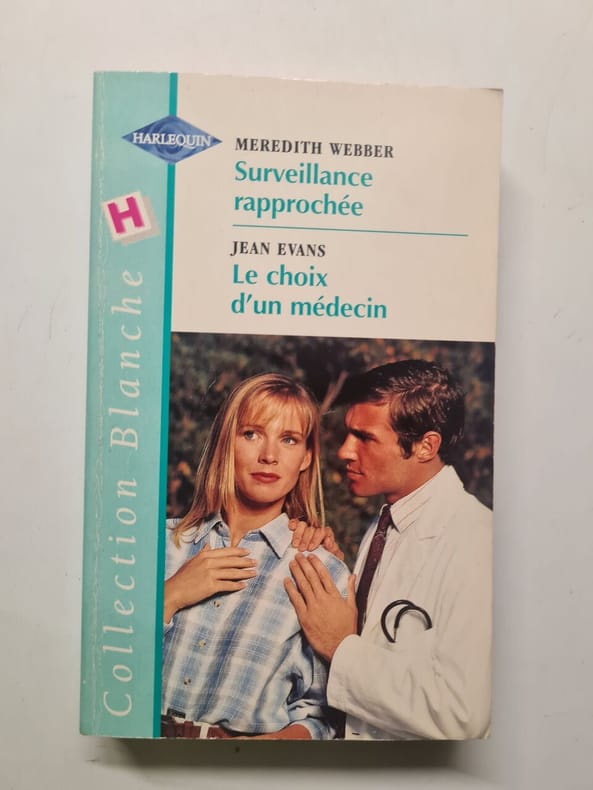 HARLEQUIN
H
Collection Blanche
MEREDITH WEBBER
Surveillance
rapprochée
JEAN EVANS
Le choix
d'un médecin